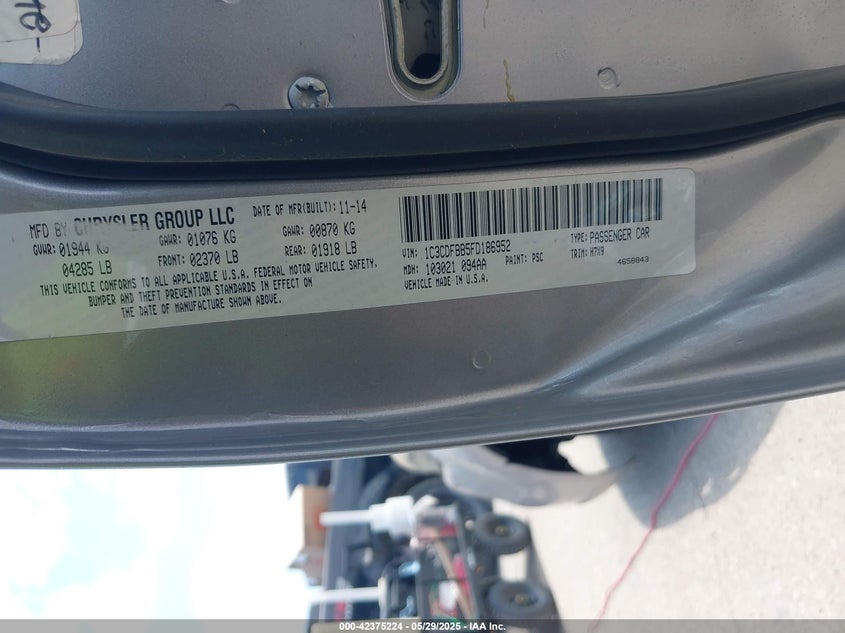 MFD BY CHRYSLER GROUP LLC
DATE OF MFR(BUILT): 11-14
GVWR: 01944 KG
GAWR: 01076 KG
GAWR: 00870 KG
04285 LB
FRONT: 02370 LB
REAR: 01918 LB
THIS VEHICLE CONFORMS TO ALL APPLICABLE U.S.A. FEDERAL MOTOR VEHICLE SAFETY,
BUMPER AND THEFT PREVENTION STANDARDS IN EFFECT ON
THE DATE OF MANUFACTURE SHOWN ABOVE.
VIN: 1C3CDFBB5FD186952
TYPE: PASSENGER CAR
MDH: 103021 094AA
PAINT: PSC
TRIM: M7X9
VEHICLE MADE IN U.S.A.
4658843
000-42375224 - 05/29/2025 - IAA Inc.